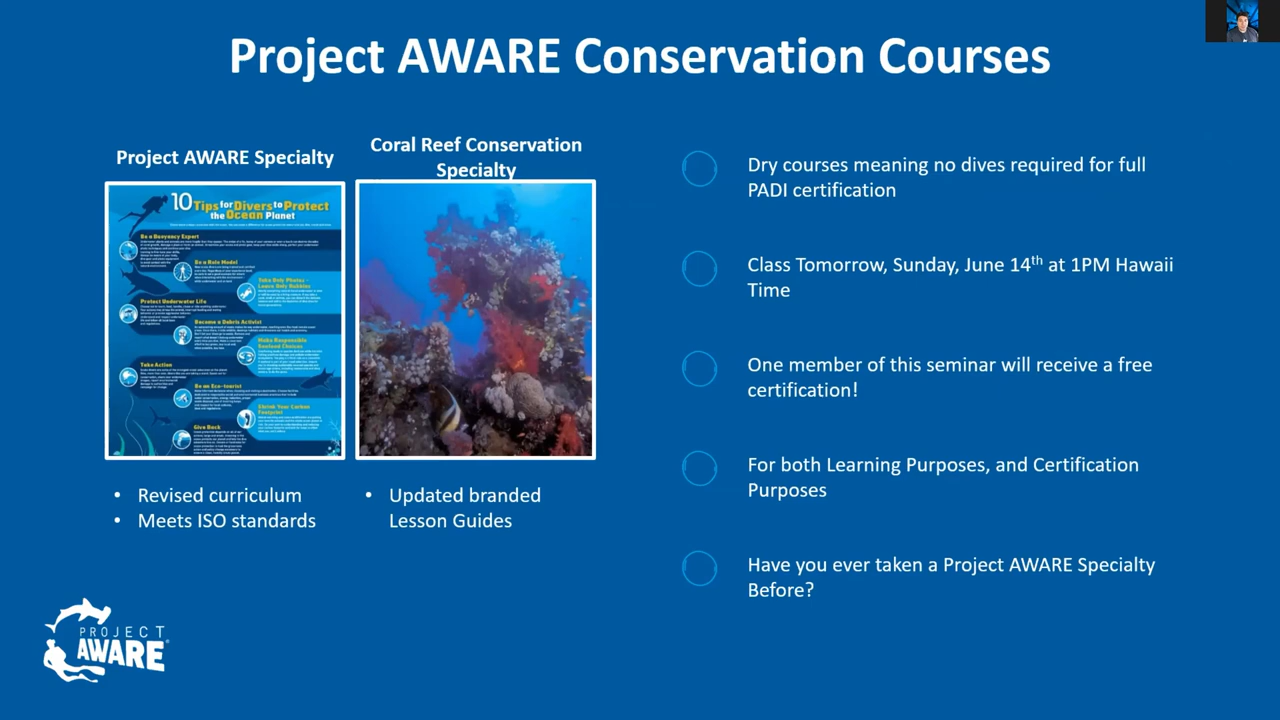 Project AWARE Conservation Courses
Project AWARE Specialty
Coral Reef Conservation
Specialty
10 Tips for Divers to Protect
the Ocean Planet
Be a Buoyancy Expert
Be a Role Model
Take Only Photos -
Leave Only Bubbles
Protect Underwater Life
Become a Debris Activist
Make Responsible
Seafood Choices
Take Action
Be an Eco-tourist
Shrink Your Carbon
Footprint
Give Back
• Revised curriculum
• Meets ISO standards
• Updated branded
Lesson Guides
Dry courses meaning no dives required for full
PADI certification
Class Tomorrow, Sunday, June 14th at 1PM Hawaii
Time
One member of this seminar will receive a free
certification!
For both Learning Purposes, and Certification
Purposes
Have you ever taken a Project AWARE Specialty
Before?
PROJECT
AWARE®